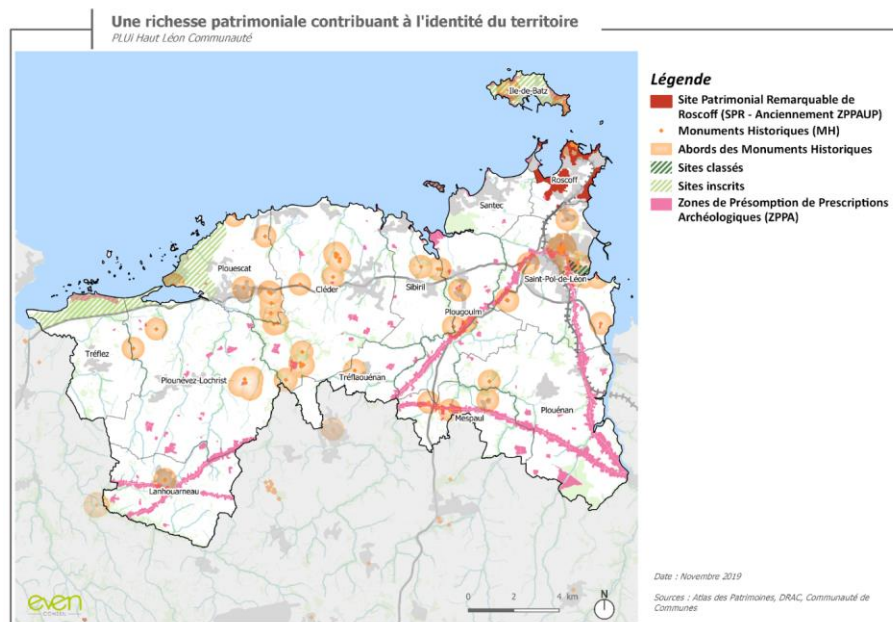 Une richesse patrimoniale contribuant à l'identité du territoire
PLUi Haut Léon Communauté
Légende
Site Patrimonial Remarquable de
Roscoff (SPR - Ancienement ZPPAUP)
Monuments Historiques (MH)
Abords des Monuments Historiques
Sites classés
Sites inscrits
Zones de Présomption de Prescriptions
Archéologiques (ZPPA)
Ile-de-Batz
Roscoff
Santec
Plouescat
Cléder
Sibiril
Saint-Pol-de-Léon
Plougoulm
Tréflez
Plounévez-Lochrist
Tréflaouénan
Plouénan
Mespaul
Lanhouarneau
even
CONSEIL
0 2 4 km
N
Date : Novembre 2019
Sources : Atlas des Patrimoines, DRAC, Communauté de
Communes